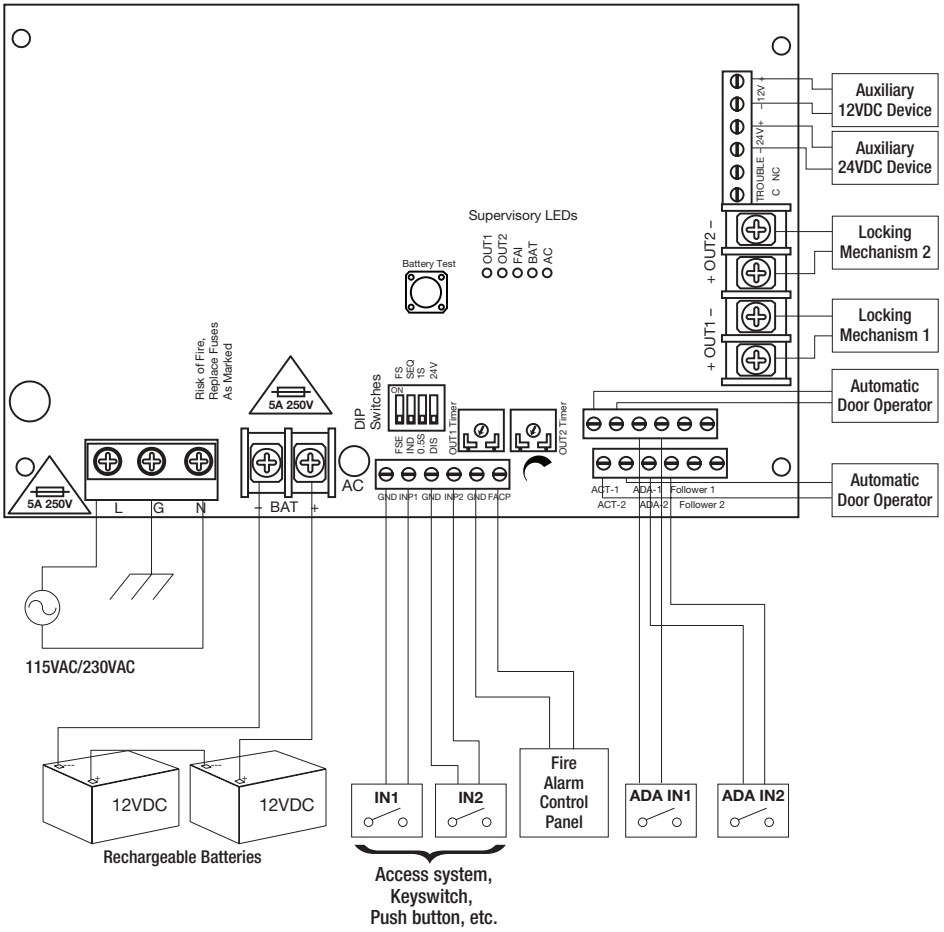 12V +
–
Auxiliary
12VDC Device
24V +
–
Auxiliary
24VDC Device
TROUBLE
C NC
Supervisory LEDs
OUT1
OUT2
FAI
BAT
AC
Battery Test
+ OUT2 –
Locking
Mechanism 2
+ OUT1 –
Locking
Mechanism 1
Risk of Fire,
Replace Fuses
As Marked
5A 250V
DIP
Switches
FS
SEQ
1S
24V
ON
FSE
IND
0.5S
DIS
OUT1 Timer
OUT2 Timer
Automatic
Door Operator
Automatic
Door Operator
5A 250V
L G N
– BAT +
AC
GND INP1 GND INP2 GND FACP
ACT-1 ADA-1 Follower 1
ACT-2 ADA-2 Follower 2
115VAC/230VAC
12VDC
12VDC
Rechargeable Batteries
IN1
IN2
Fire
Alarm
Control
Panel
ADA IN1
ADA IN2
Access system,
Keyswitch,
Push button, etc.